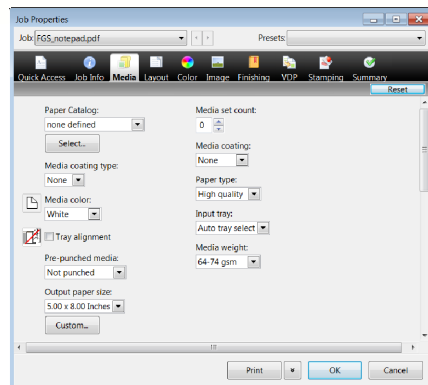 Job Properties
Job: FGS_notepad.pdf Presets:
Quick Access Job Info Media Layout Color Image Finishing VDP Stamping Summary
Reset
Paper Catalog:
none defined
Select...
Media coating type:
None
Media color:
White
Tray alignment
Pre-punched media:
Not punched
Output paper size:
5.00 x 8.00 Inches
Custom...
Media set count:
0
Media coating:
None
Paper type:
High quality
Input tray:
Auto tray select
Media weight:
64-74 gsm
Print OK Cancel